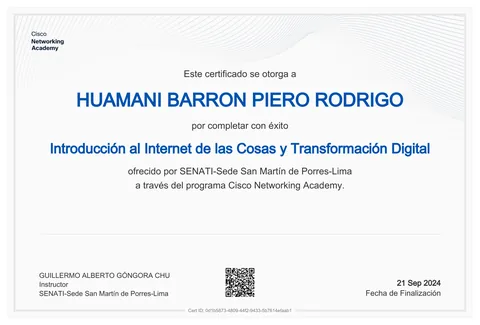 Cisco
Networking
Academy
Este certificado se otorga a
HUAMANI BARRON PIERO RODRIGO
por completar con éxito
Introducción al Internet de las Cosas y Transformación Digital
ofrecido por SENATI-Sede San Martín de Porres-Lima
a través del programa Cisco Networking Academy.
GUILLERMO ALBERTO GÓNGORA CHU
Instructor
SENATI-Sede San Martín de Porres-Lima
21 Sep 2024
Fecha de Finalización
Cert ID: